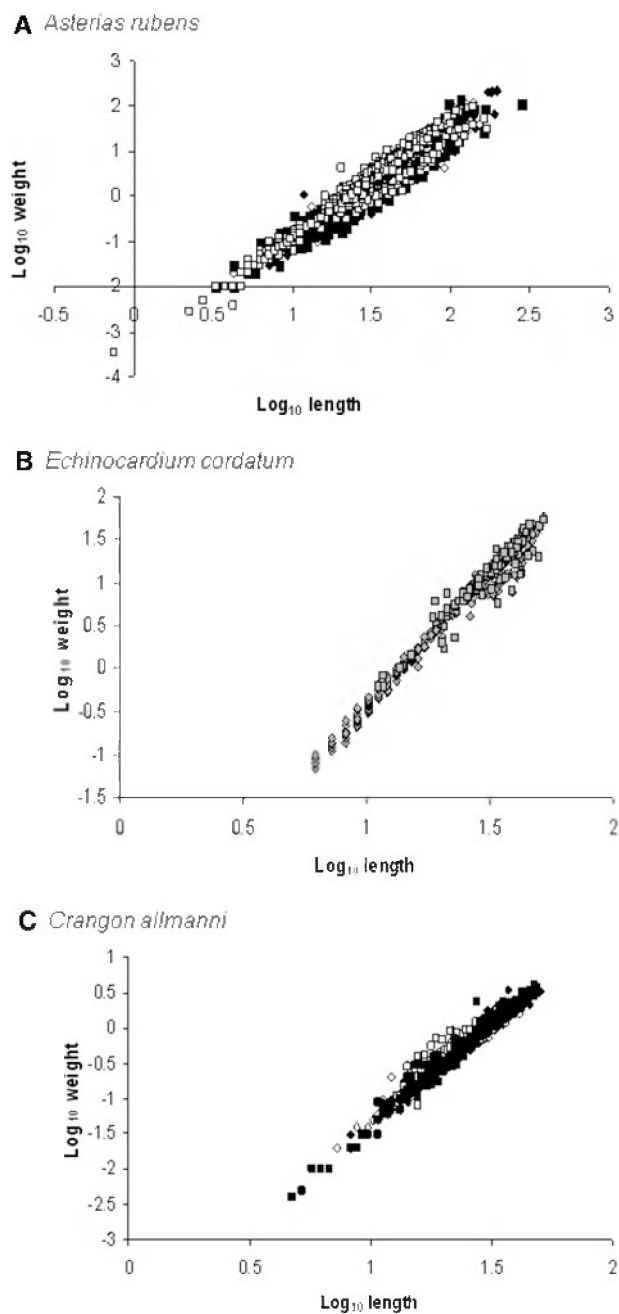 A Asterias rubens
3
2
1
0
-1
2
-3
-4
Log10 weight
-0.5 0 0.5 1 1.5 2 2.5 3
Log10 length
B Echinocardium cordatum
2
1.5
1
0.5
0
-0.5
-1
-1.5
Log10 weight
0 0.5 1 1.5 2
Log10 length
C Crangon allmanni
1
0.5
0
-0.5
-1
-1.5
-2
-2.5
-3
Log10 weight
0 0.5 1 1.5 2
Log10 length